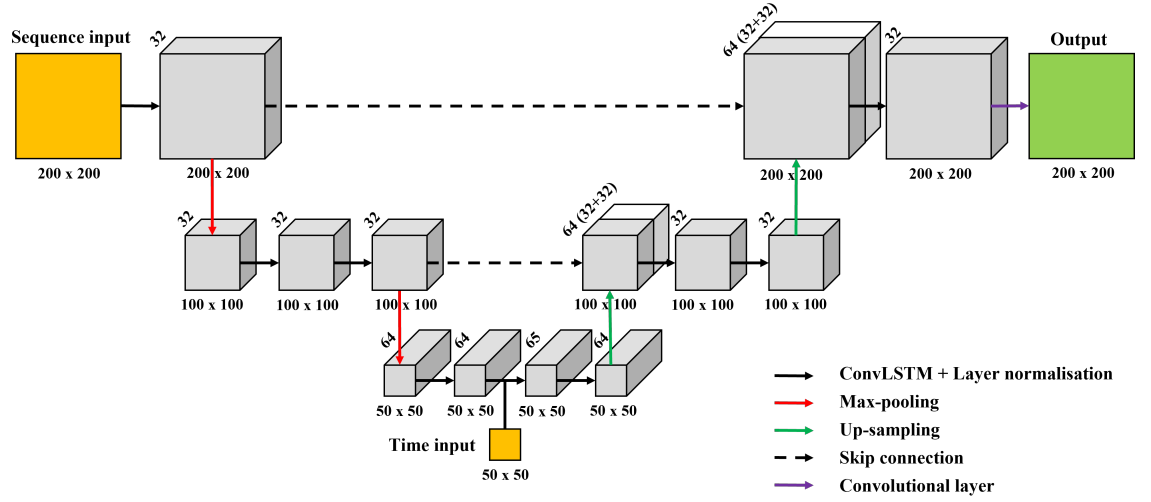 Sequence input
32
64 (32+32)
32
Output
200 x 200
200 x 200
200 x 200
200 x 200
200 x 200
32
32
32
64 (32+32)
32
32
100 x 100
100 x 100
100 x 100
100 x 100
100 x 100
100 x 100
64
64
65
64
50 x 50
50 x 50
50 x 50
50 x 50
Time input
50 x 50
ConvLSTM + Layer normalisation
Max-pooling
Up-sampling
Skip connection
Convolutional layer